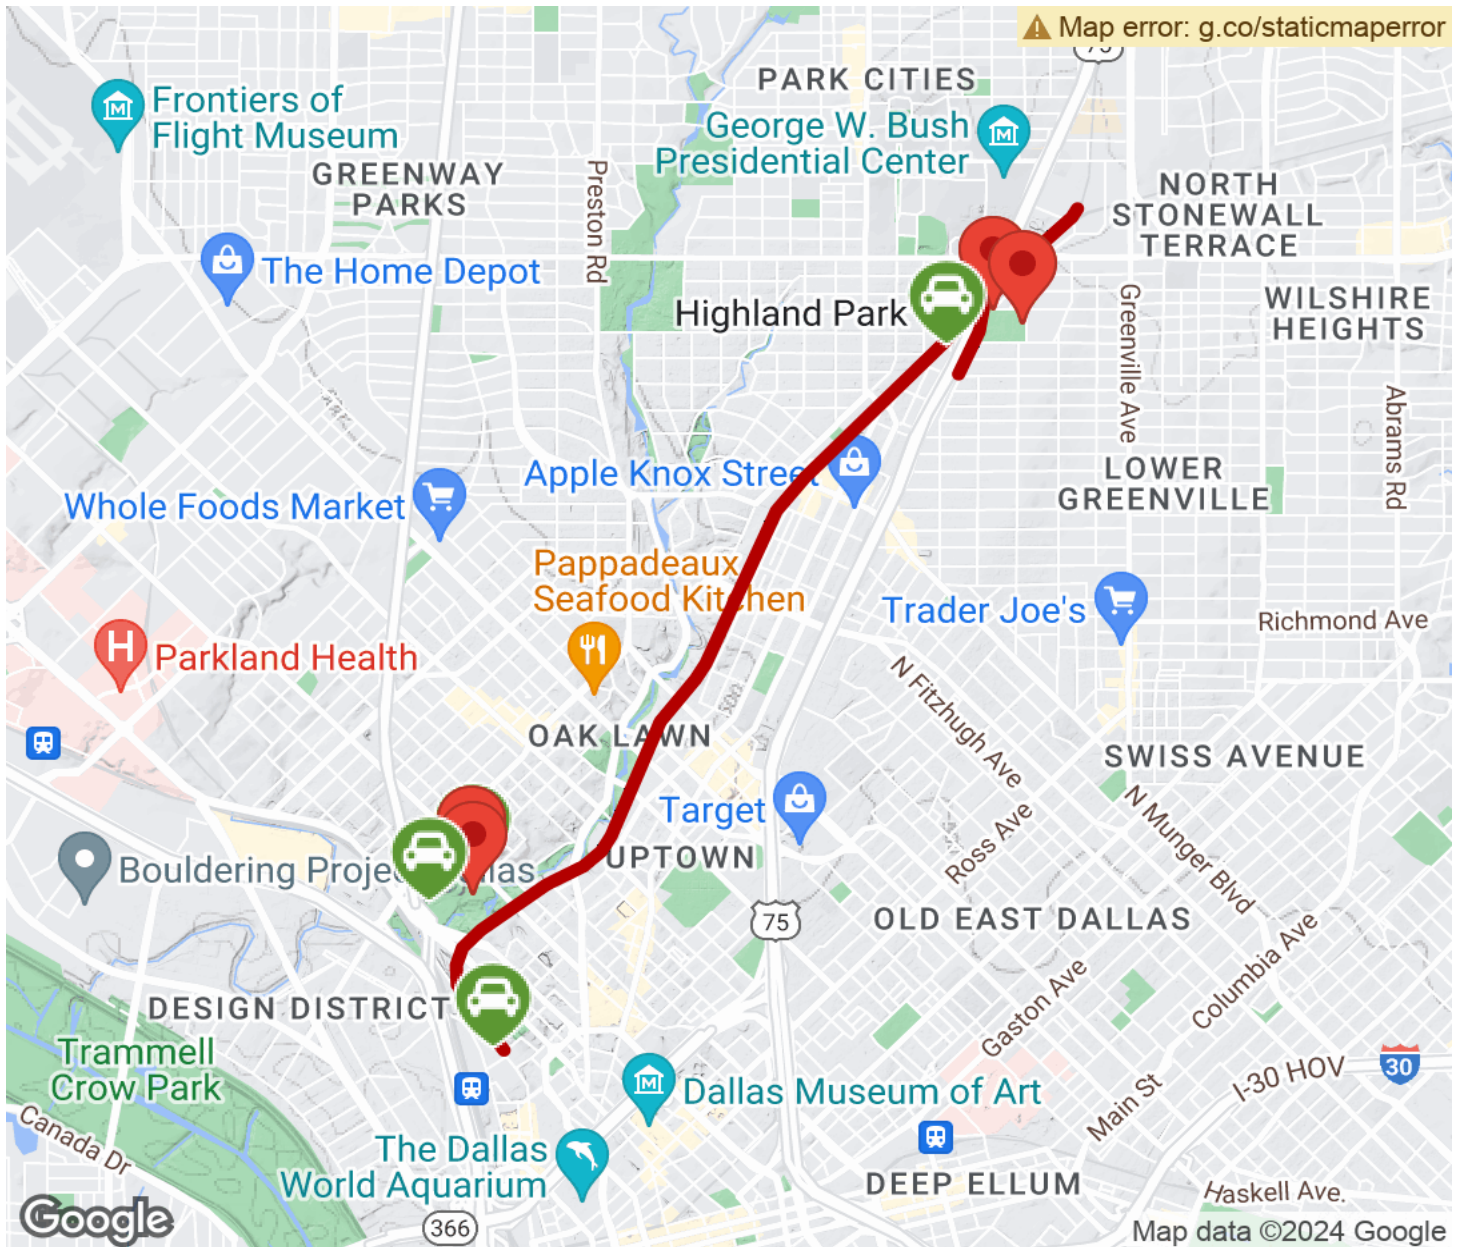 Map error: g.co/staticmaperror
75
PARK CITIES
Frontiers of
Flight Museum
George W. Bush
Presidential Center
GREENWAY
PARKS
Preston Rd
NORTH
STONEWALL
TERRACE
The Home Depot
Highland Park
Greenville Ave
WILSHIRE
HEIGHTS
Abrams Rd
Apple Knox Street
LOWER
GREENVILLE
Whole Foods Market
Pappadeaux
Seafood Kitchen
Trader Joe's
Richmond Ave
H
Parkland Health
N Fitzhugh Ave
OAK LAWN
SWISS AVENUE
Target
N Munger Blvd
Ross Ave
UPTOWN
Bouldering Project
75
OLD EAST DALLAS
Columbia Ave
Gaston Ave
DESIGN DISTRICT
Trammell
Crow Park
I-30 HOV
30
Dallas Museum of Art
Main St
Canada Dr
The Dallas
World Aquarium
DEEP ELLUM
Haskell Ave.
Google
366
Map data ©2024 Google